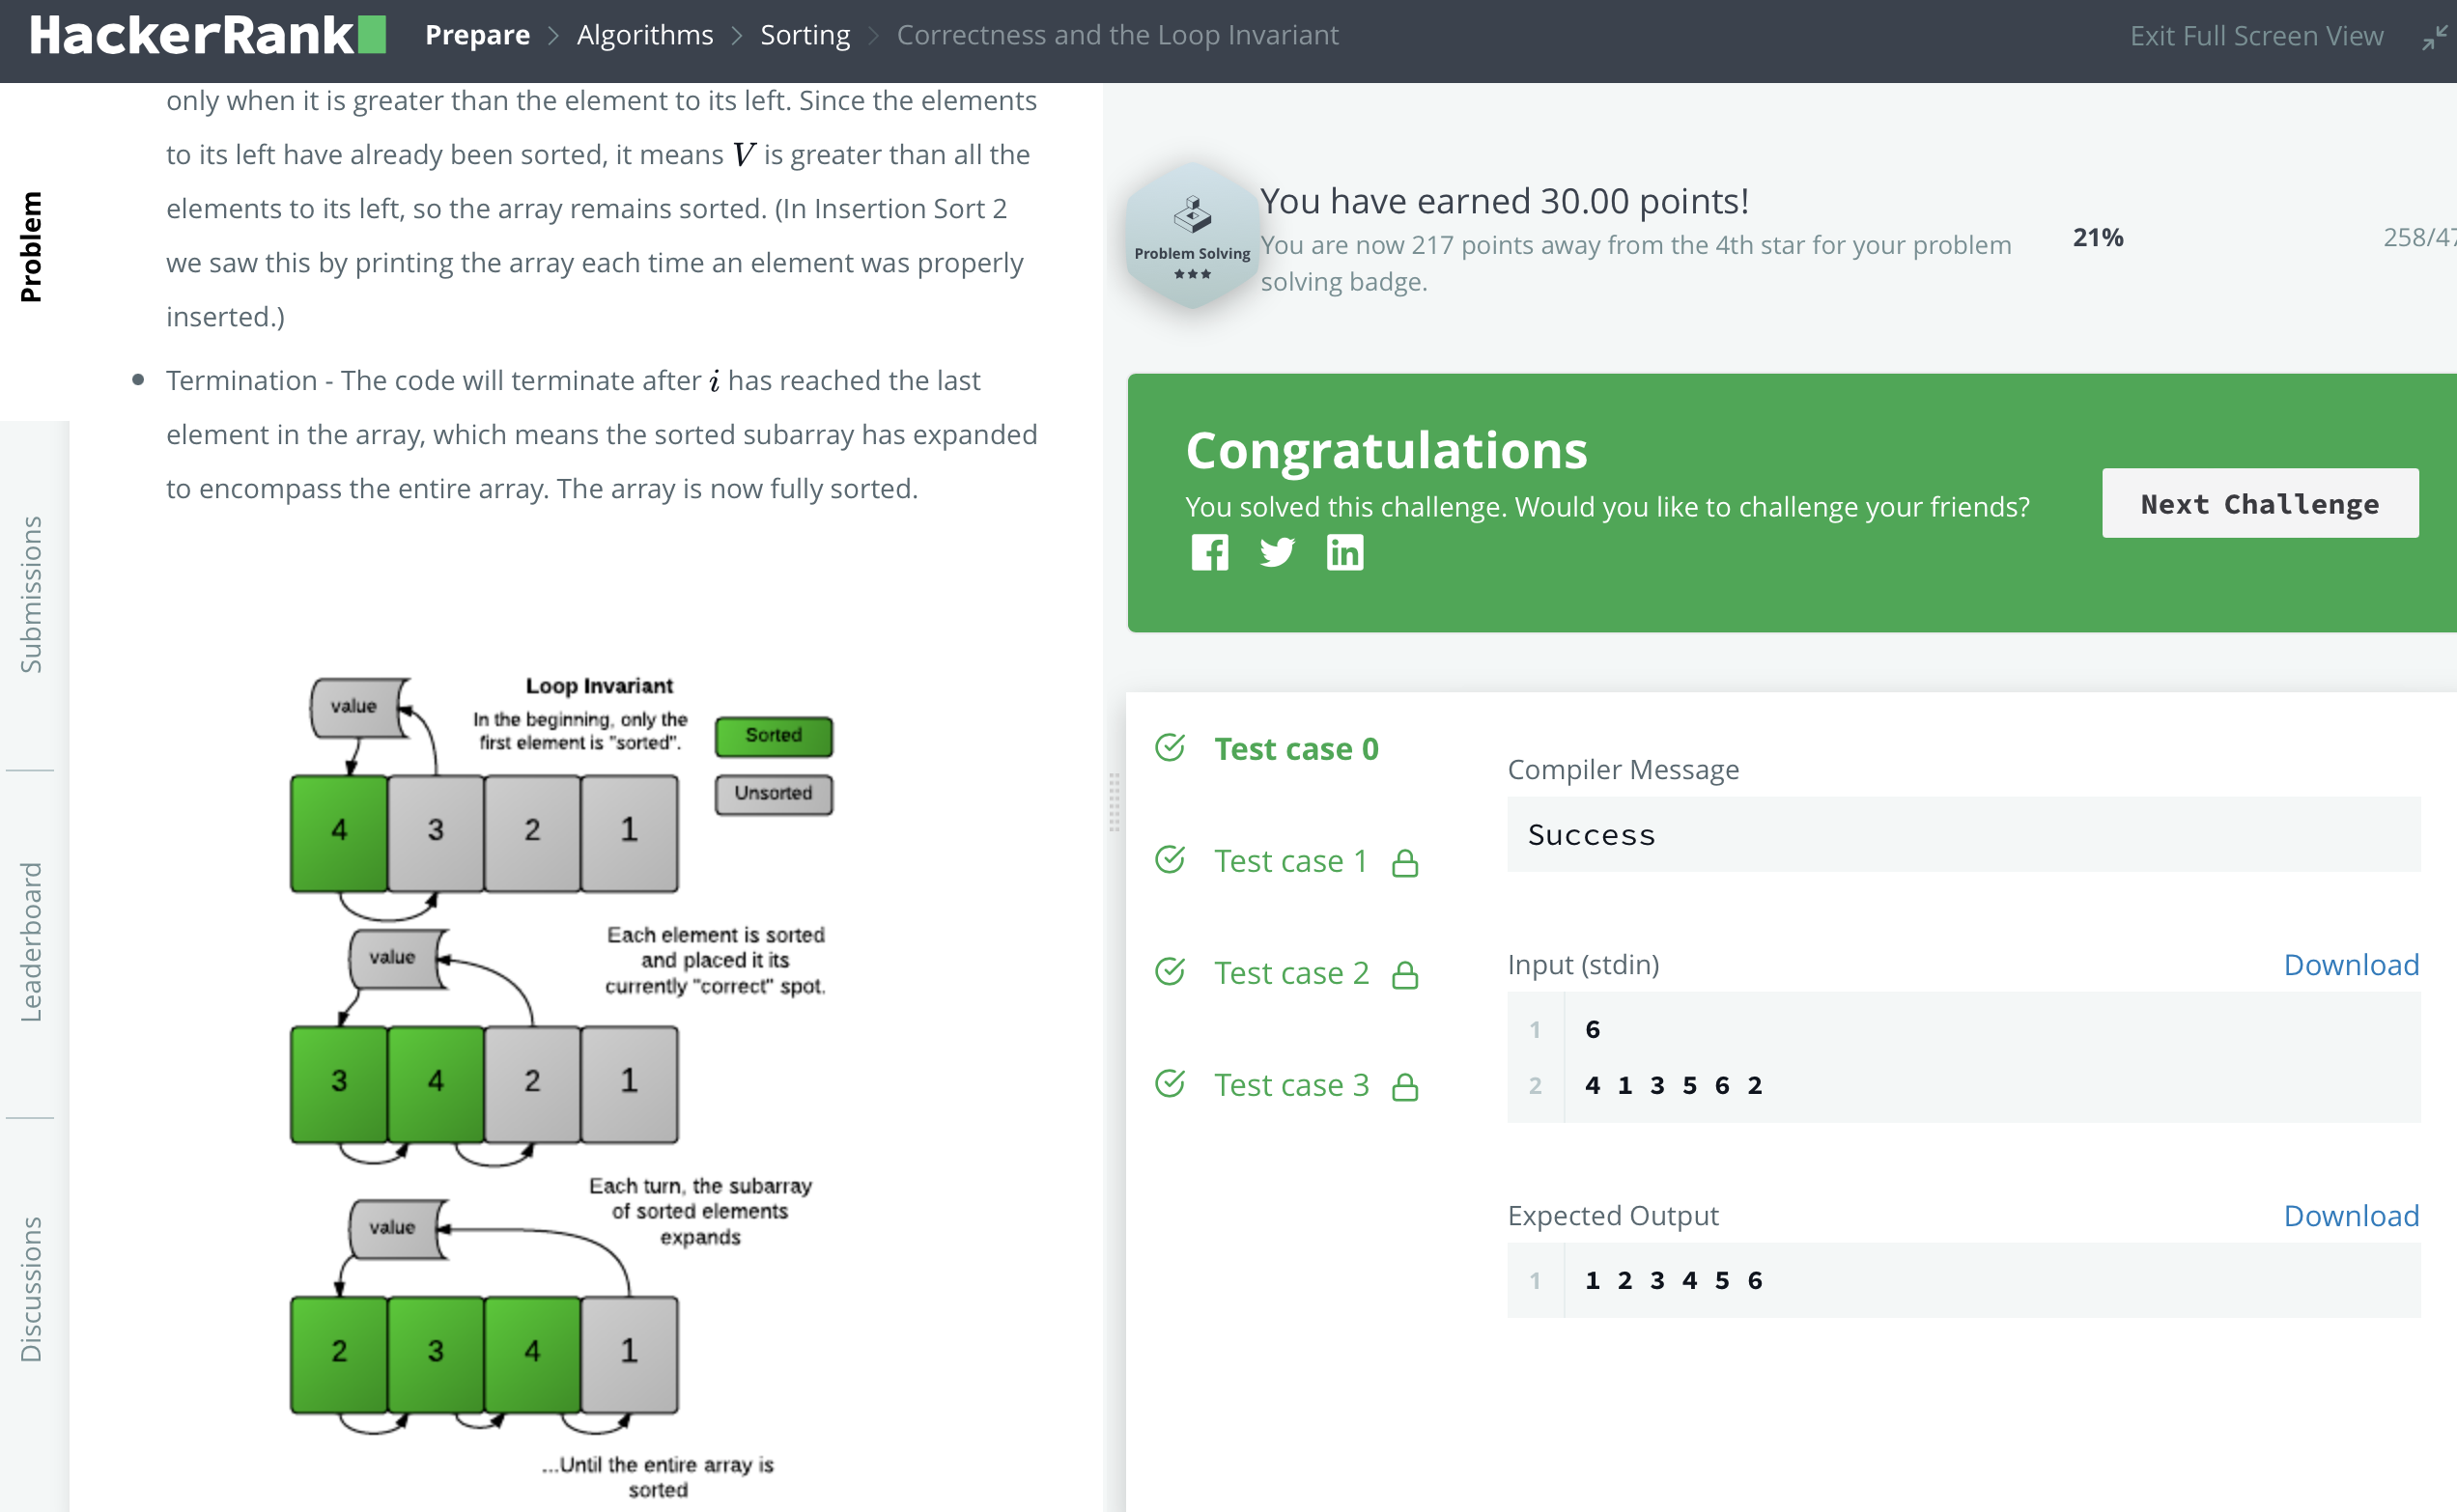 HackerRank
Prepare > Algorithms > Sorting > Correctness and the Loop Invariant
Exit Full Screen View
Problem
Submissions
Leaderboard
Discussions
only when it is greater than the element to its left. Since the elements
to its left have already been sorted, it means V is greater than all the
elements to its left, so the array remains sorted. (In Insertion Sort 2
we saw this by printing the array each time an element was properly
inserted.)
• Termination - The code will terminate after i has reached the last
element in the array, which means the sorted subarray has expanded
to encompass the entire array. The array is now fully sorted.
value
Loop Invariant
In the beginning, only the
first element is "sorted".
Sorted
Unsorted
4 3 2 1
Each element is sorted
and placed it its
currently "correct" spot.
value
3 4 2 1
Each turn, the subarray
of sorted elements
expands
value
2 3 4 1
...Until the entire array is
sorted
Problem Solving
You have earned 30.00 points!
You are now 217 points away from the 4th star for your problem
solving badge.
21%
258/47
Congratulations
You solved this challenge. Would you like to challenge your friends?
Next Challenge
Test case 0
Test case 1
Test case 2
Test case 3
Compiler Message
Success
Input (stdin)
Download
1 6
2 4 1 3 5 6 2
Expected Output
Download
1 1 2 3 4 5 6